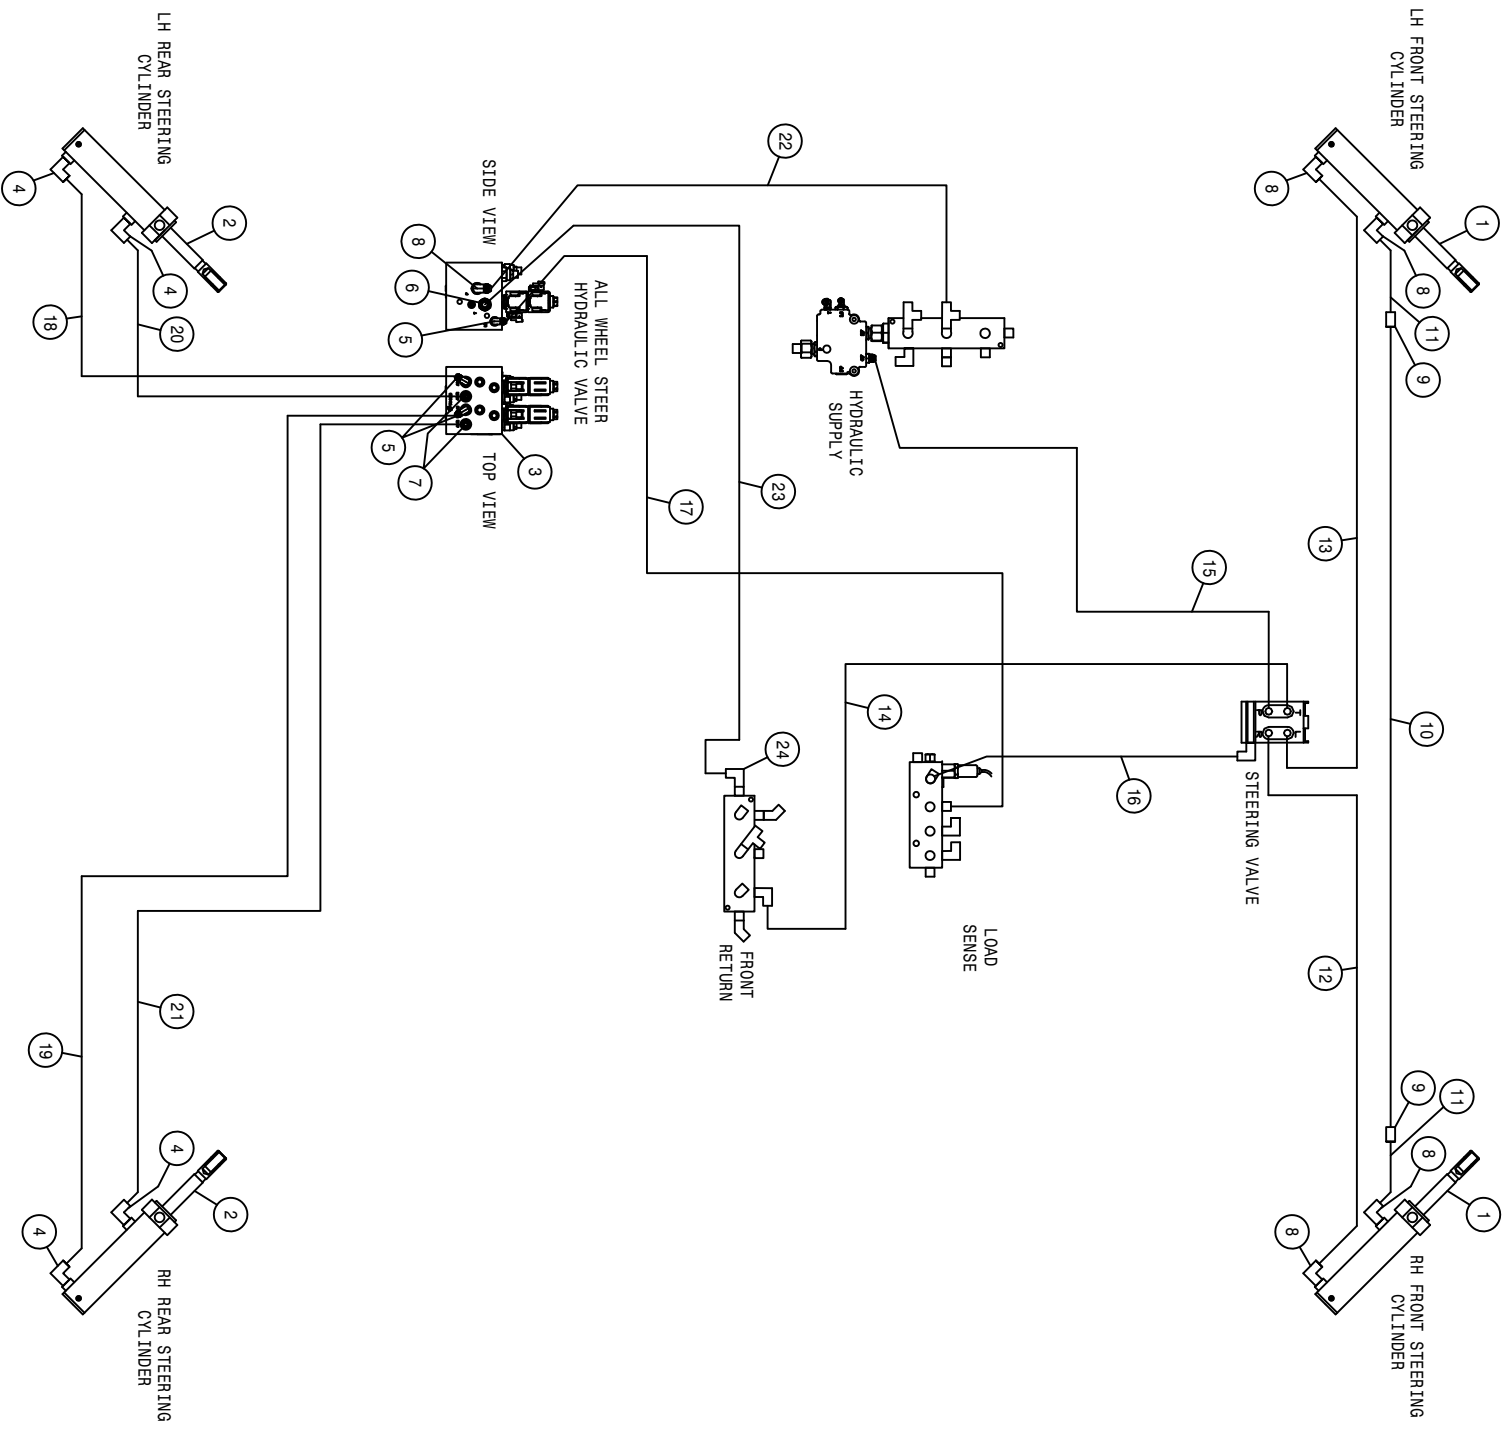 LH FRONT STEERING
CYLINDER
1
8
8
11
9
10
13
9
11
8
1
8
12
RH FRONT STEERING
CYLINDER
T
L
P
R
STEERING VALVE
15
16
14
HYDRAULIC
SUPPLY
LOAD
SENSE
22
23
17
24
FRONT
RETURN
ALL WHEEL STEER
HYDRAULIC VALVE
SIDE VIEW
8
6
5
TOP VIEW
3
5
7
LH REAR STEERING
CYLINDER
2
4
4
20
18
21
19
4
2
4
RH REAR STEERING
CYLINDER